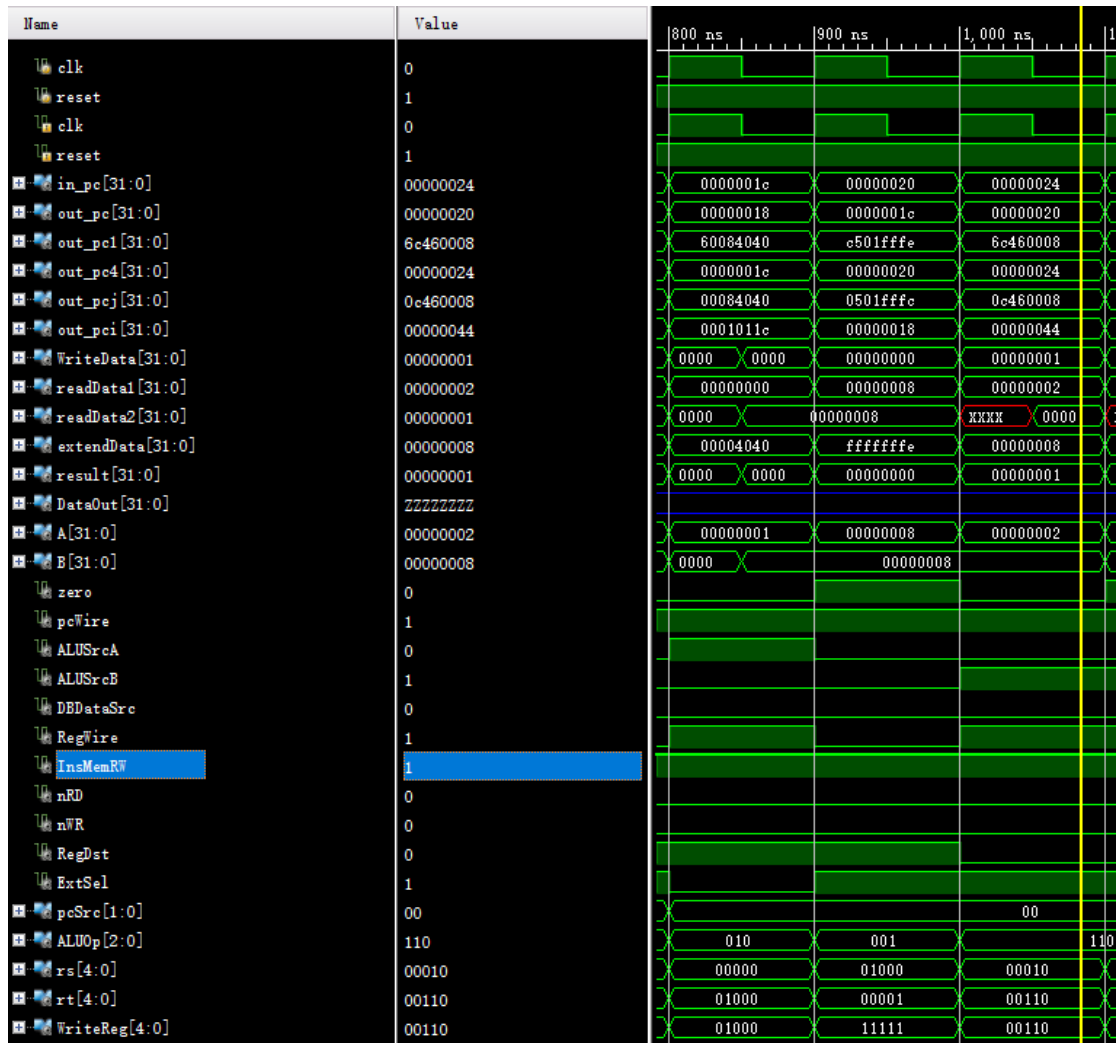 Name Value 800 ns 900 ns 1,000 ns 1
clk 0
reset 1
clk 0
reset 1
in_pc[31:0] 00000024 0000001c 00000020 00000024
out_pc[31:0] 00000020 00000018 0000001c 00000020
out_pc1[31:0] 6c460008 60084040 c501fffe 6c460008
out_pc4[31:0] 00000024 0000001c 00000020 00000024
out_pcj[31:0] 0c460008 00084040 0501fffc 0c460008
out_pci[31:0] 00000044 0001011c 00000018 00000044
WriteData[31:0] 00000001 0000 0000 00000000 00000001
readData1[31:0] 00000002 00000000 00000008 00000002
readData2[31:0] 00000001 0000 00000008 XXXX 0000
extendData[31:0] 00000008 00004040 fffffffe 00000008
result[31:0] 00000001 0000 0000 00000000 00000001
DataOut[31:0] ZZZZZZZZ
A[31:0] 00000002 00000001 00000008 00000002
B[31:0] 00000008 0000 00000008
zero 0
pcWire 1
ALUSrcA 0
ALUSrcB 1
DBDataSrc 0
RegWire 1
InsMemRW 1
nRD 0
nWR 0
RegDst 0
ExtSel 1
pcSrc[1:0] 00 00
ALUOp[2:0] 110 010 001 110
rs[4:0] 00010 00000 01000 00010
rt[4:0] 00110 01000 00001 00110
WriteReg[4:0] 00110 01000 11111 00110